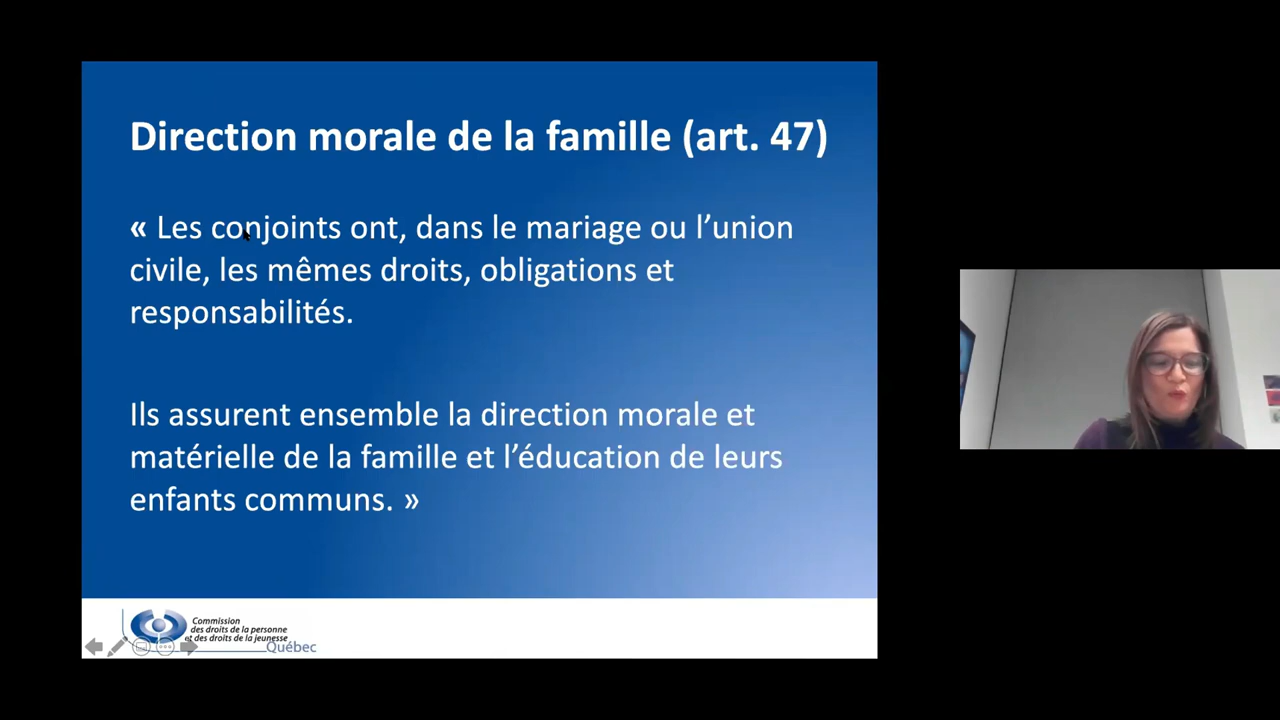 Direction morale de la famille (art. 47)
« Les conjoints ont, dans le mariage ou l’union
civile, les mêmes droits, obligations et
responsabilités.
Ils assurent ensemble la direction morale et
matérielle de la famille et l’éducation de leurs
enfants communs. »
Commission
des droits de la personne
et des droits de la jeunesse
Québec